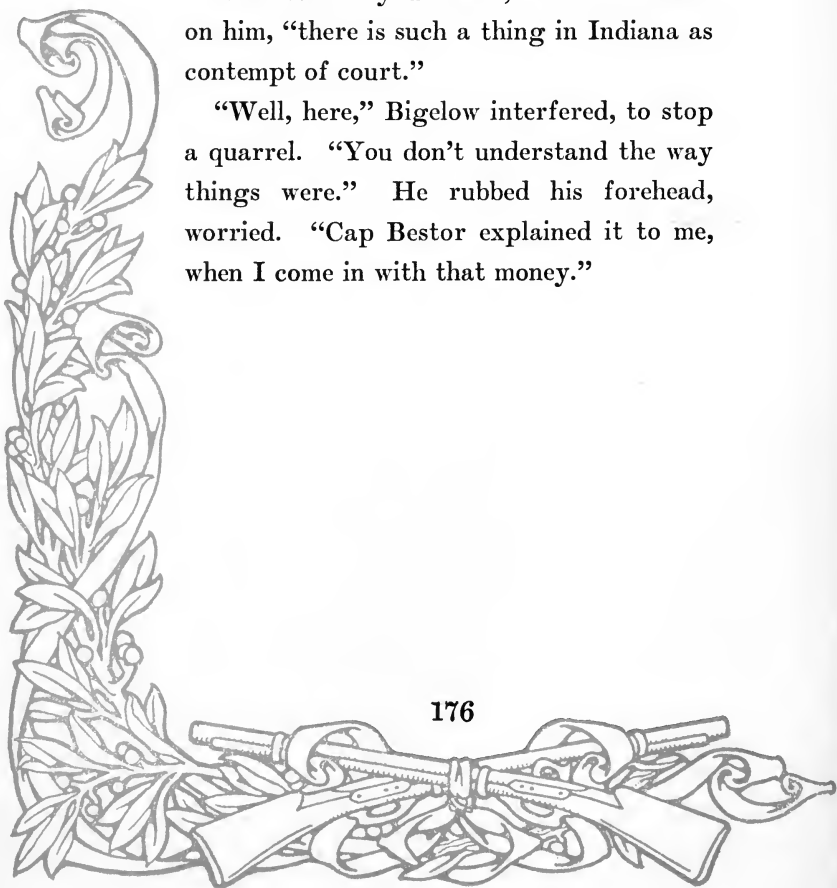 on him, “there is such a thing in Indiana as
contempt of court.”
“Well, here,” Bigelow interfered, to stop
a quarrel. “You don’t understand the way
things were.” He rubbed his forehead,
worried. “Cap Bestor explained it to me,
when I come in with that money.”
176